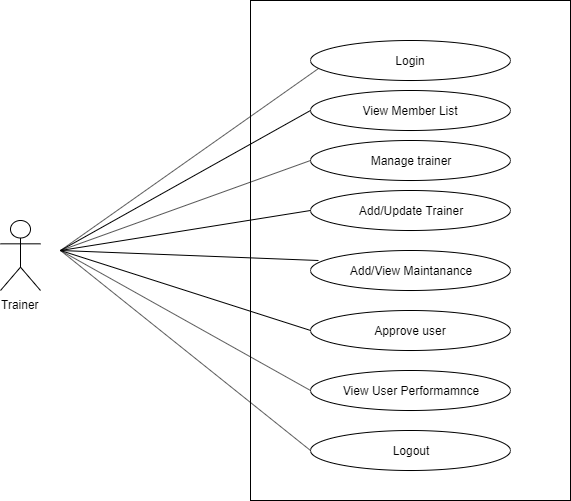 Login
View Member List
Manage trainer
Add/Update Trainer
Add/View Maintanance
Approve user
View User Performamnce
Logout
Trainer